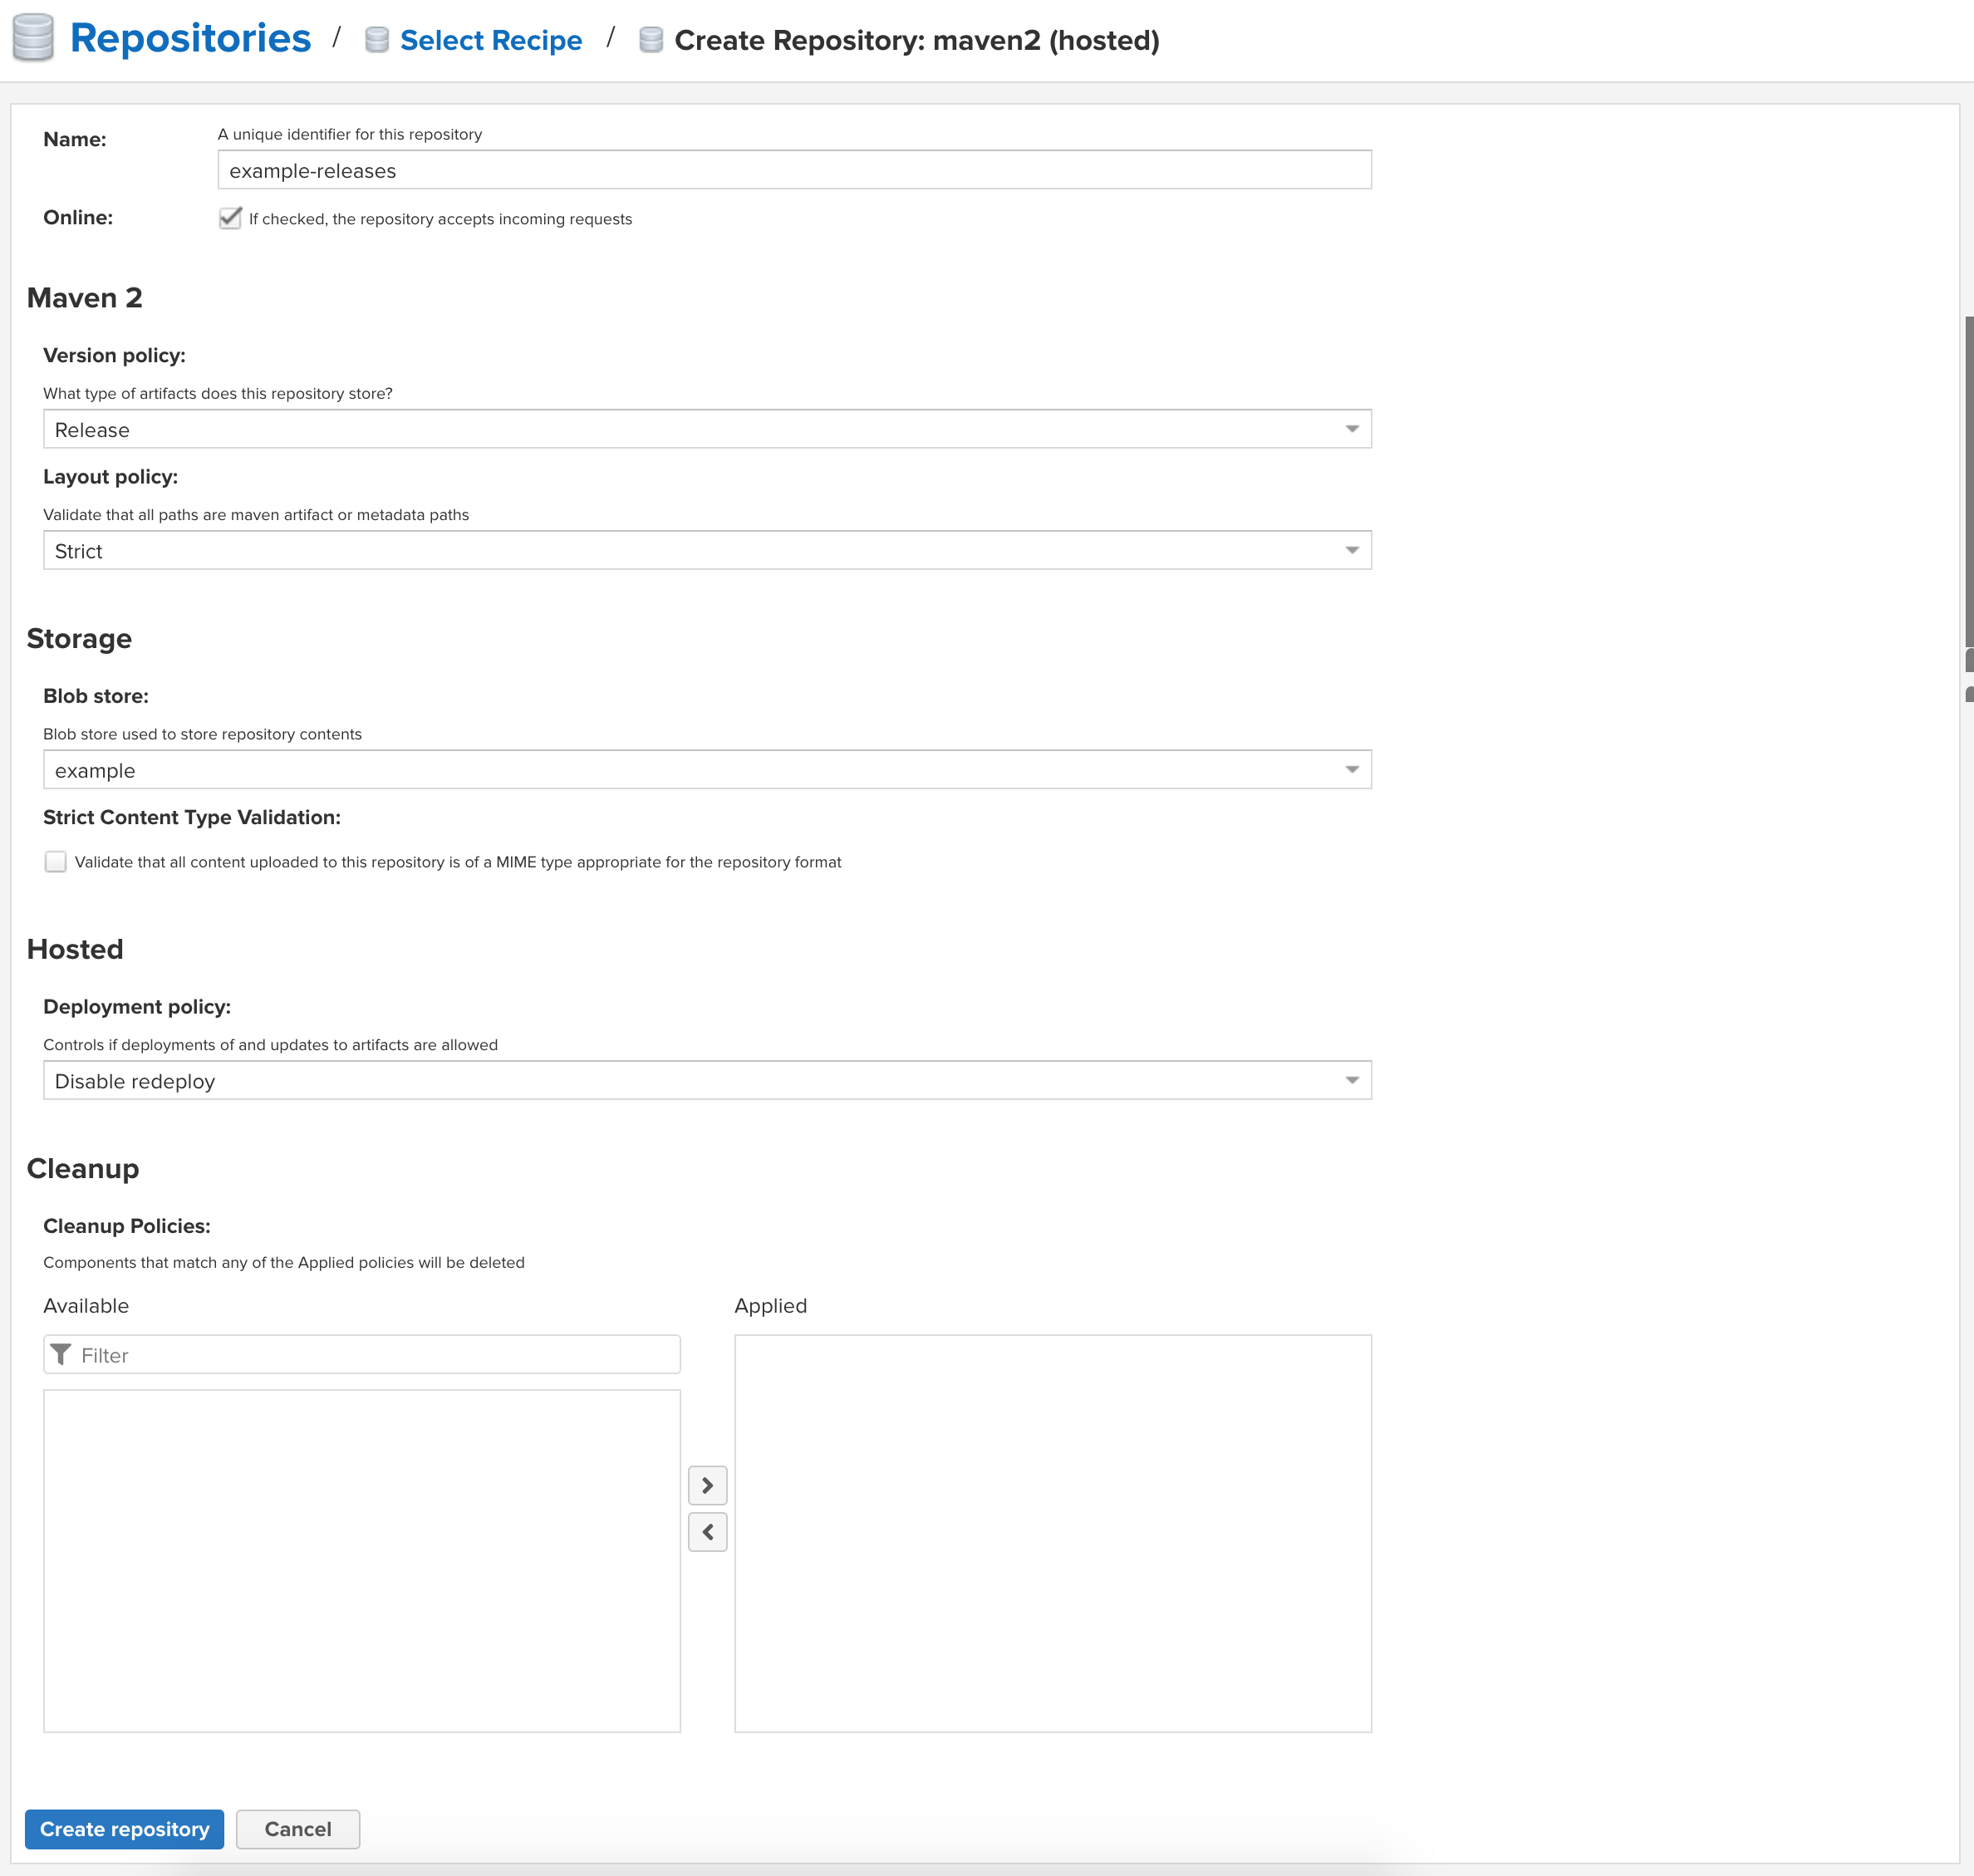 Repositories / Select Recipe / Create Repository: maven2 (hosted)
Name:
A unique identifier for this repository
example-releases
Online:
If checked, the repository accepts incoming requests
Maven 2
Version policy:
What type of artifacts does this repository store?
Release
Layout policy:
Validate that all paths are maven artifact or metadata paths
Strict
Storage
Blob store:
Blob store used to store repository contents
example
Strict Content Type Validation:
Validate that all content uploaded to this repository is of a MIME type appropriate for the repository format
Hosted
Deployment policy:
Controls if deployments of and updates to artifacts are allowed
Disable redeploy
Cleanup
Cleanup Policies:
Components that match any of the Applied policies will be deleted
Available
Applied
Filter
Create repository
Cancel